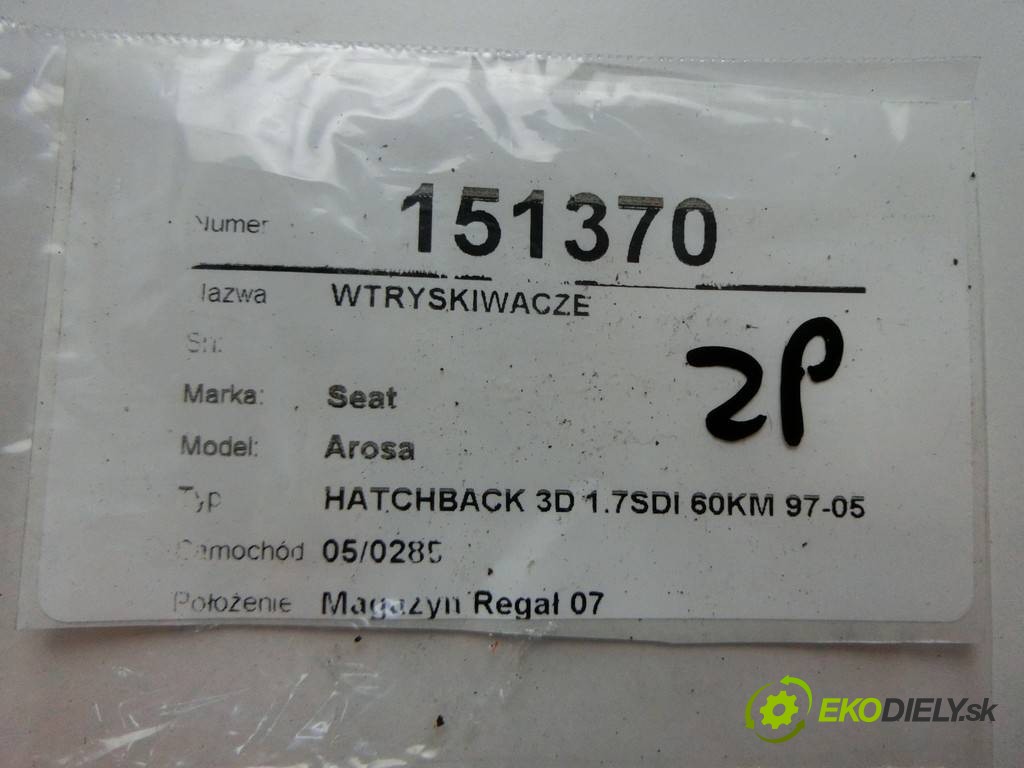 Numer 151370
Nazwa WTRYSKIWACZE
Sn:
2P
Marka: Seat
Model: Arosa
Typ HATCHBACK 3D 1.7SDI 60KM 97-05
Samochód 05/0285
Położenie Magazyn Regał 07
EKODIELY.sk